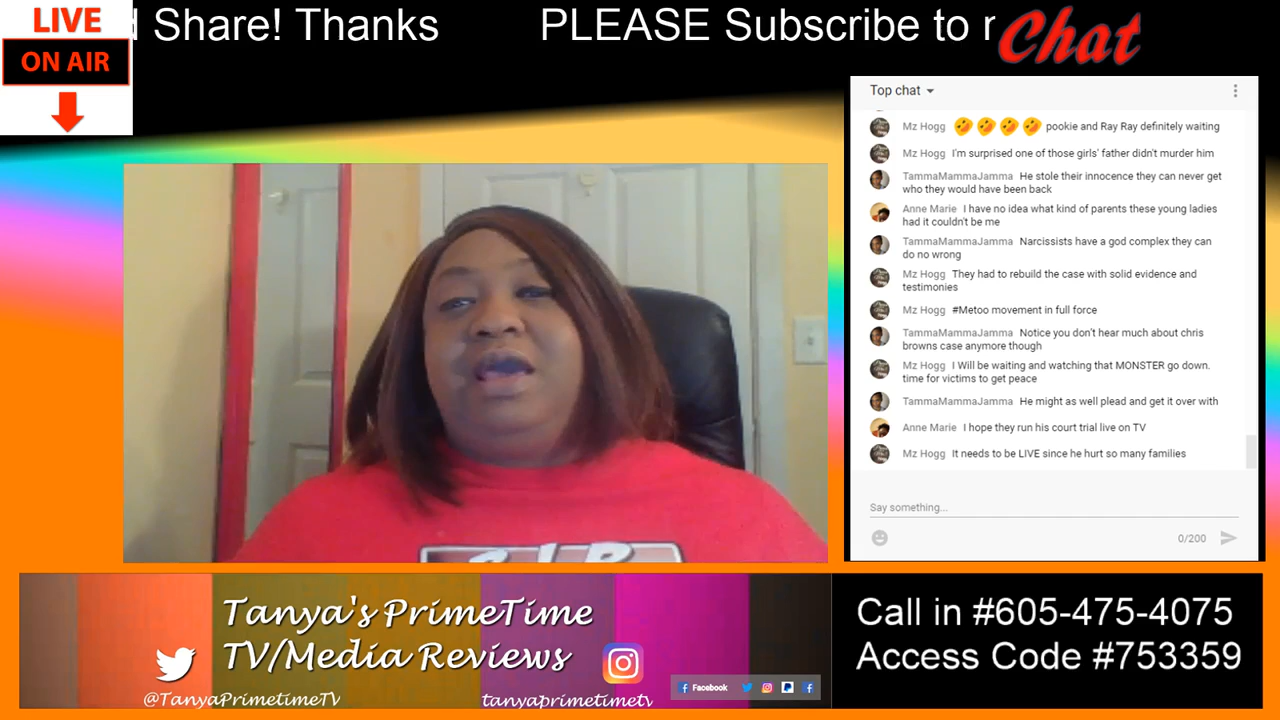 LIVE
ON AIR
Share! Thanks
PLEASE Subscribe to
Chat
Top chat
Mz Hogg pookie and Ray Ray definitely waiting
Mz Hogg I'm surprised one of those girls' father didn't murder him
TammaMammaJamma He stole their innocence they can never get
who they would have been back
Anne Marie I have no idea what kind of parents these young ladies
had it couldn't be me
TammaMammaJamma Narcissists have a god complex they can
do no wrong
Mz Hogg They had to rebuild the case with solid evidence and
testimonies
Mz Hogg #Metoo movement in full force
TammaMammaJamma Notice you don't hear much about chris
browns case anymore though
Mz Hogg I Will be waiting and watching that MONSTER go down.
time for victims to get peace
TammaMammaJamma He might as well plead and get it over with
Anne Marie I hope they run his court trial live on TV
Mz Hogg It needs to be LIVE since he hurt so many families
Say something...
0/200
Tanya's PrimeTime
TV/Media Reviews
@TanyaPrimetimeTV
tanyaprimetimetv
Facebook
Call in #605-475-4075
Access Code #753359